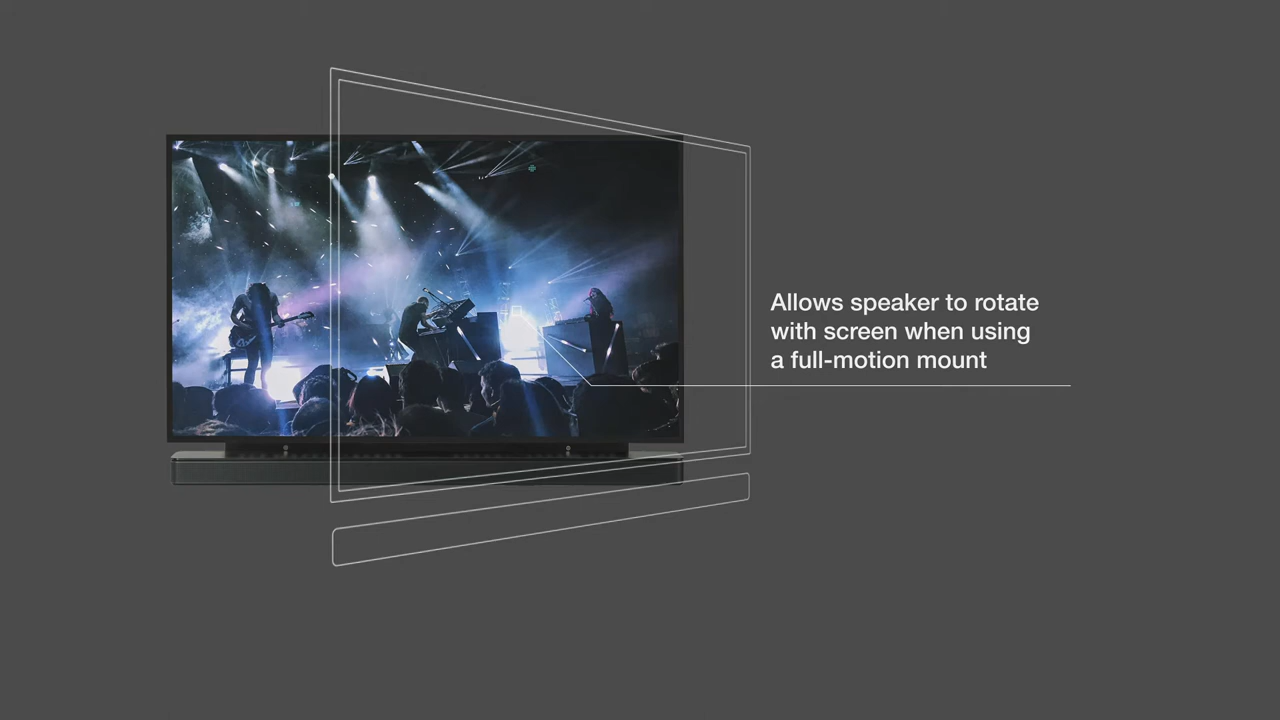 Allows speaker to rotate
with screen when using
a full-motion mount